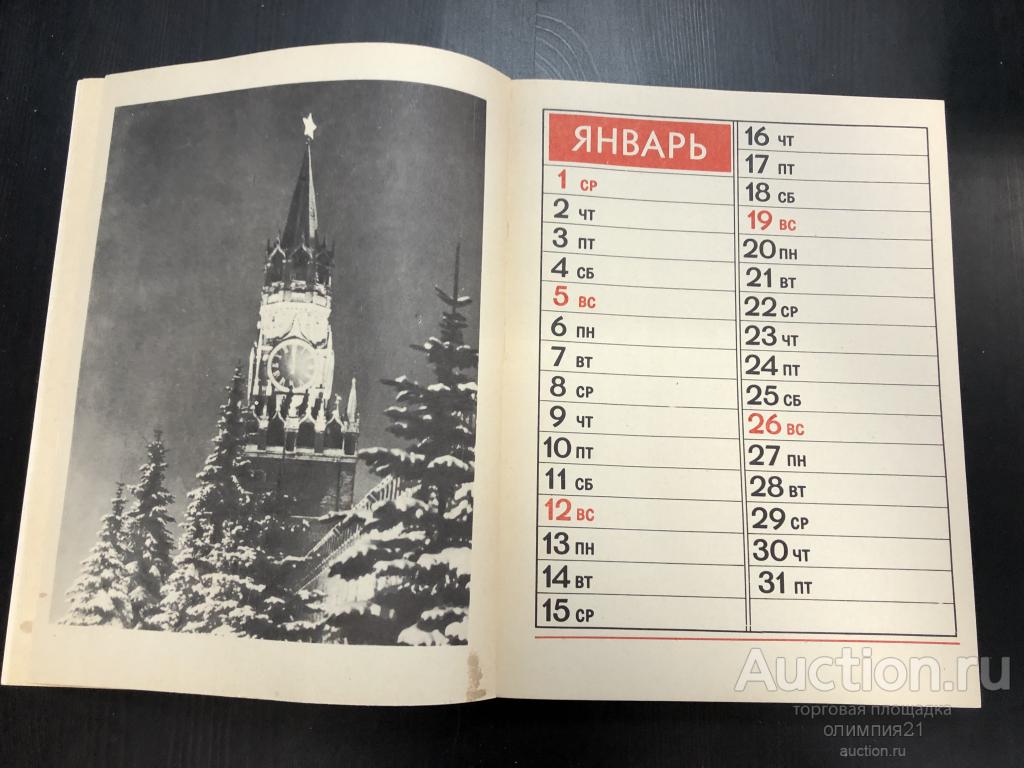 ЯНВАРЬ
1 СР
2 ЧТ
3 ПТ
4 СБ
5 ВС
6 ПН
7 ВТ
8 СР
9 ЧТ
10 ПТ
11 СБ
12 ВС
13 ПН
14 ВТ
15 СР
16 ЧТ
17 ПТ
18 СБ
19 ВС
20 ПН
21 ВТ
22 СР
23 ЧТ
24 ПТ
25 СБ
26 ВС
27 ПН
28 ВТ
29 СР
30 ЧТ
31 ПТ
Auction.ru
торговая площадка
олимпия21
auction.ru